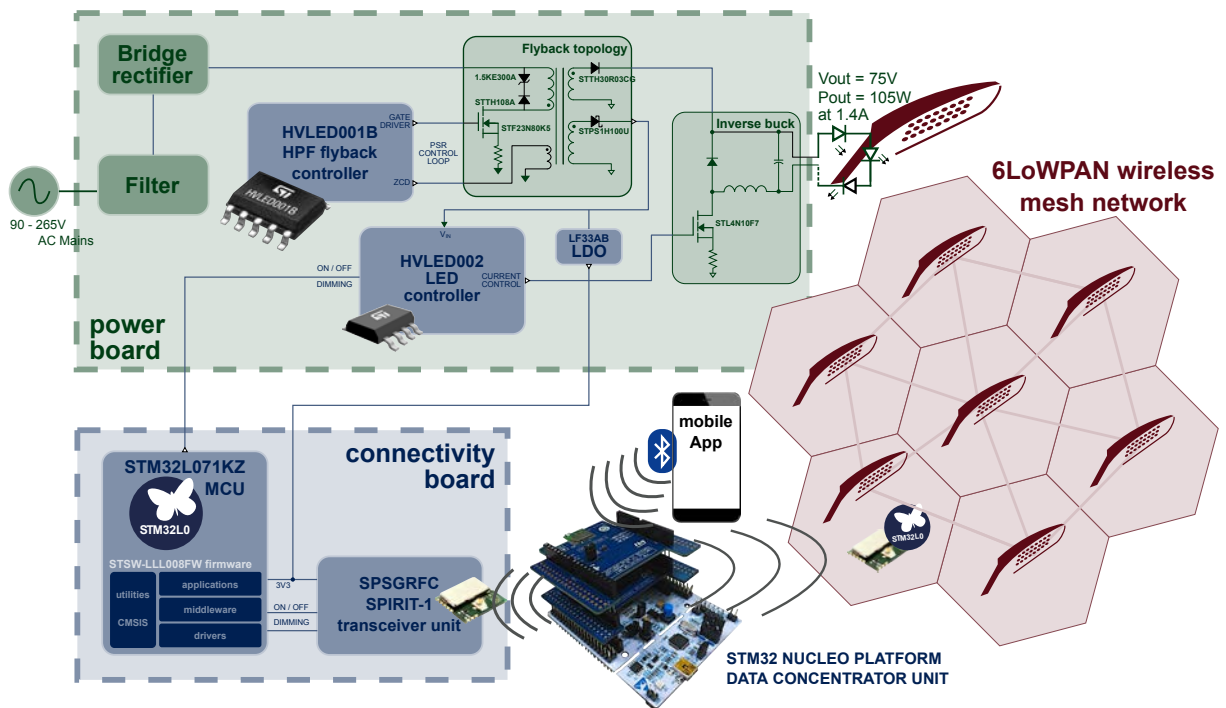 Bridge
rectifier
Filter
90 - 265V
AC Mains
HVLED001B
HPF flyback
controller
GATE
DRIVER
PSR
CONTROL
LOOP
ZCD
HVLED001B
Flyback topology
1.5KE300A
STTH108A
STF23N80K5
STTH30R03CG
STPS1H100U
Inverse buck
STL4N10F7
Vout = 75V
Pout = 105W
at 1.4A
VIN
HVLED002
LED
controller
CURRENT
CONTROL
ON / OFF
DIMMING
LF33AB
LDO
power
board
6LoWPAN wireless
mesh network
STM32L0
connectivity
board
STM32L071KZ
MCU
STM32L0
STSW-LLL008FW firmware
utilities
CMSIS
applications
middleware
drivers
3V3
ON / OFF
DIMMING
SPSGRFC
SPIRIT-1
transceiver unit
mobile
App
STM32 NUCLEO PLATFORM
DATA CONCENTRATOR UNIT